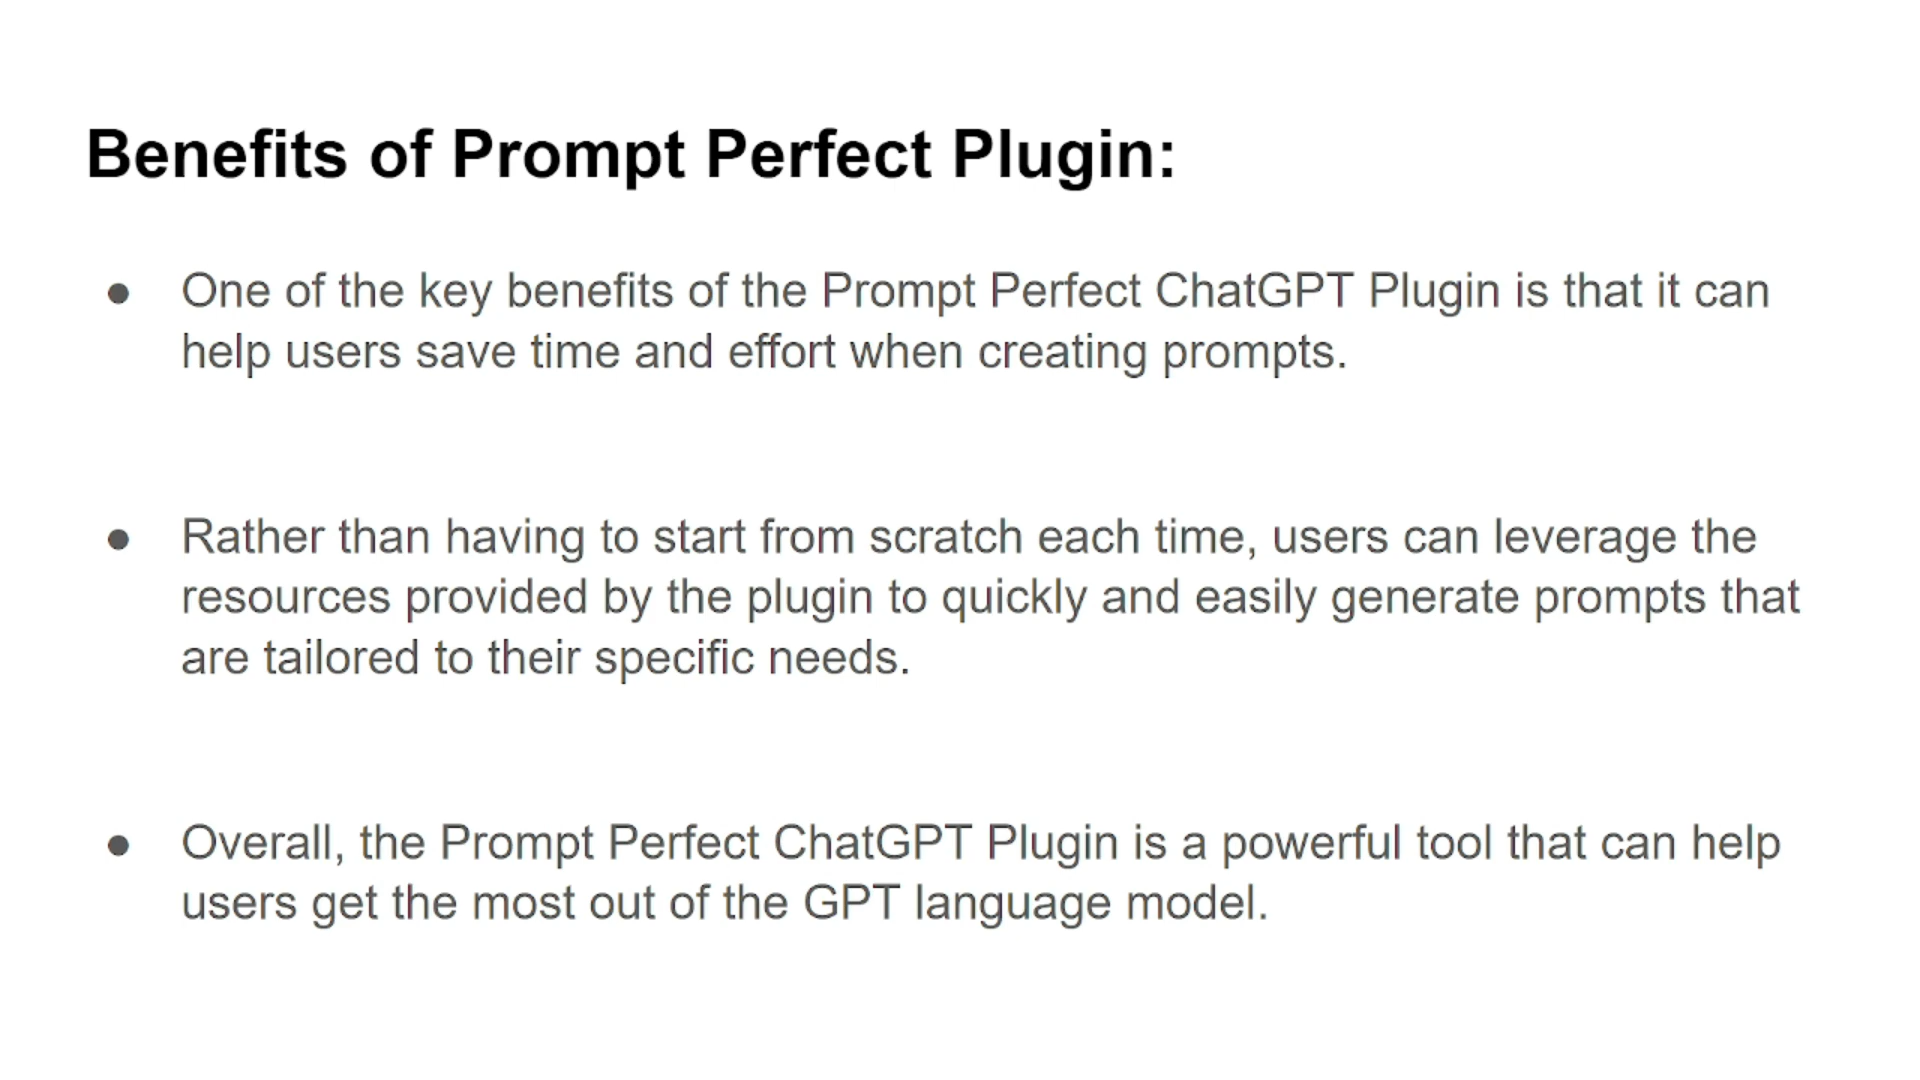 Benefits of Prompt Perfect Plugin:
● One of the key benefits of the Prompt Perfect ChatGPT Plugin is that it can
help users save time and effort when creating prompts.
● Rather than having to start from scratch each time, users can leverage the
resources provided by the plugin to quickly and easily generate prompts that
are tailored to their specific needs.
● Overall, the Prompt Perfect ChatGPT Plugin is a powerful tool that can help
users get the most out of the GPT language model.